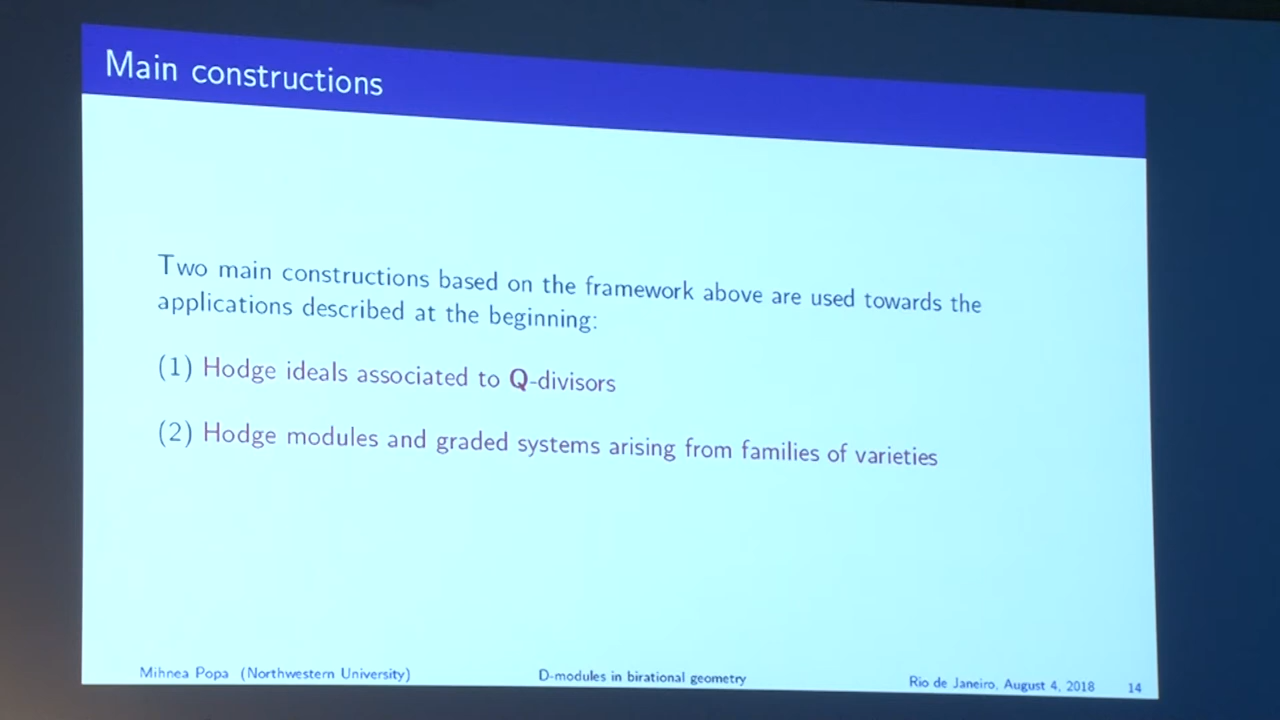 Main constructions
Two main constructions based on the framework above are used towards the
applications described at the beginning:
(1) Hodge ideals associated to Q-divisors
(2) Hodge modules and graded systems arising from families of varieties
Mihnea Popa (Northwestern University) D-modules in birational geometry Rio de Janeiro, August 4, 2018 14